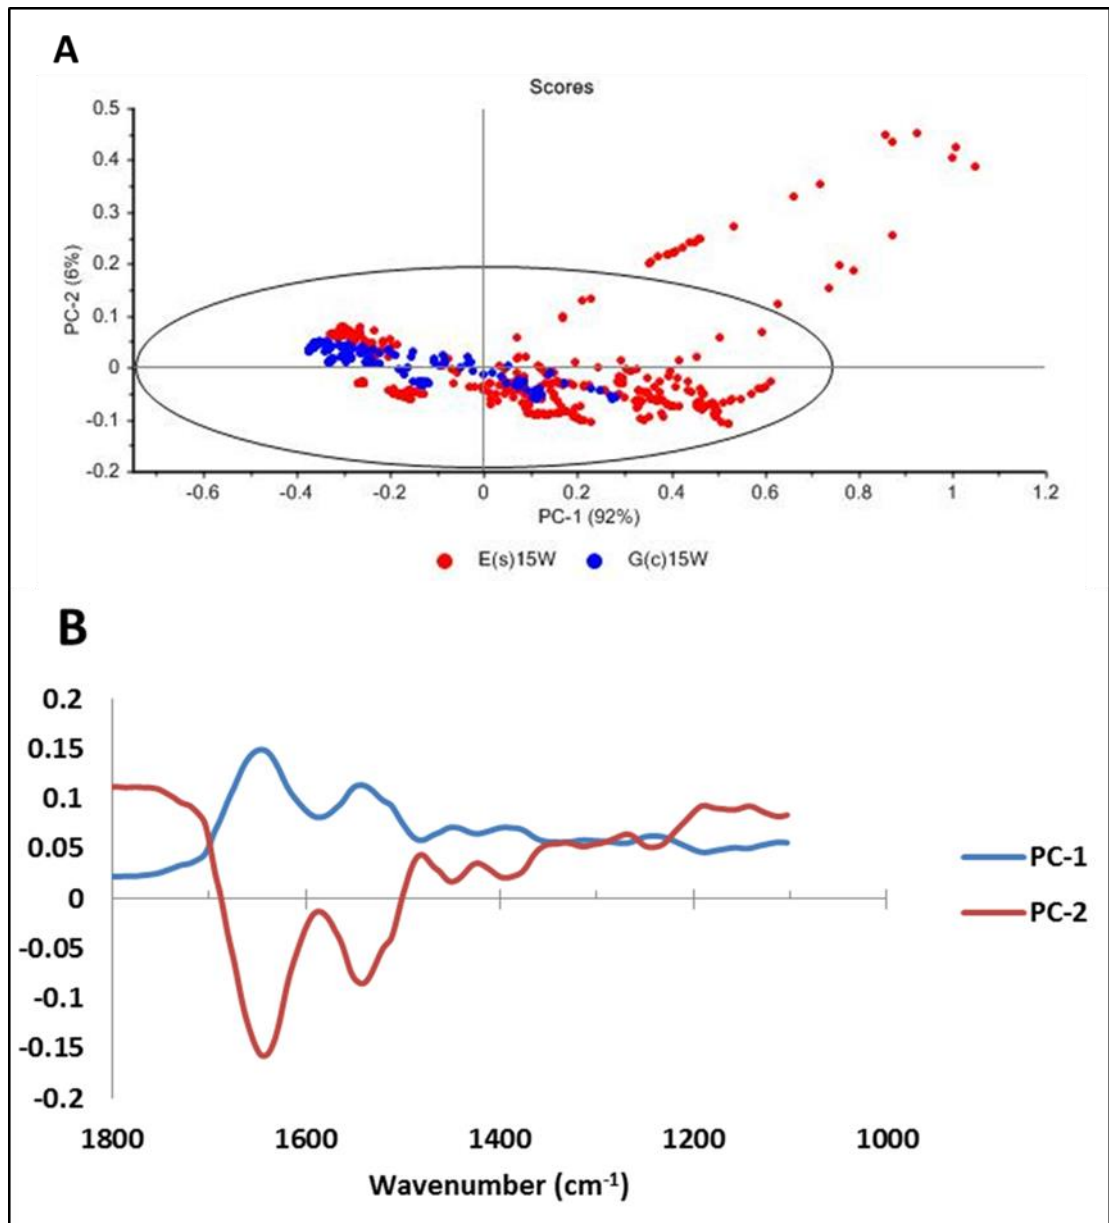 A
Scores
0.5
0.4
0.3
0.2
0.1
0
-0.1
-0.2
PC-2 (6%)
-0.6 -0.4 -0.2 0 0.2 0.4 0.6 0.8 1 1.2
PC-1 (92%)
E(s)15W G(c)15W
B
0.2
0.15
0.1
0.05
0
-0.05
-0.1
-0.15
-0.2
PC-1
PC-2
1800 1600 1400 1200 1000
Wavenumber (cm-1)